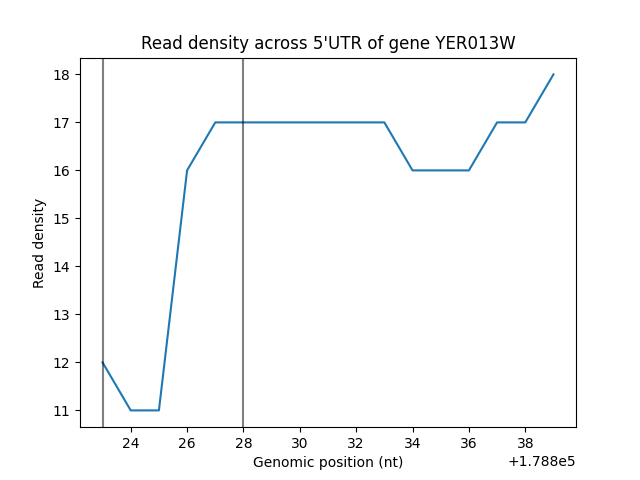 Read density across 5'UTR of gene YER013W
18
17
16
15
14
13
12
11
Read density
24 26 28 30 32 34 36 38
Genomic position (nt)
+1.788e5